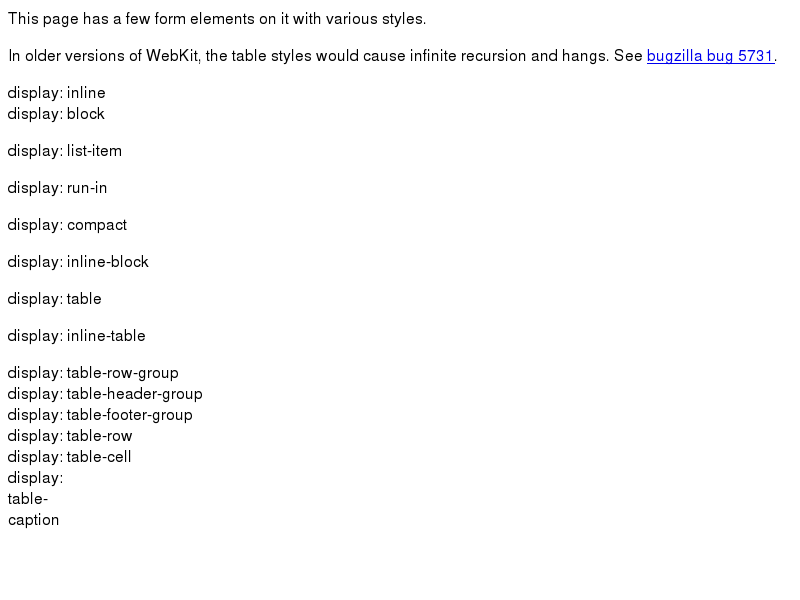 This page has a few form elements on it with various styles.
In older versions of WebKit, the table styles would cause infinite recursion and hangs. See bugzilla bug 5731.
display: inline
display: block
display: list-item
display: run-in
display: compact
display: inline-block
display: table
display: inline-table
display: table-row-group
display: table-header-group
display: table-footer-group
display: table-row
display: table-cell
display:
table-
caption